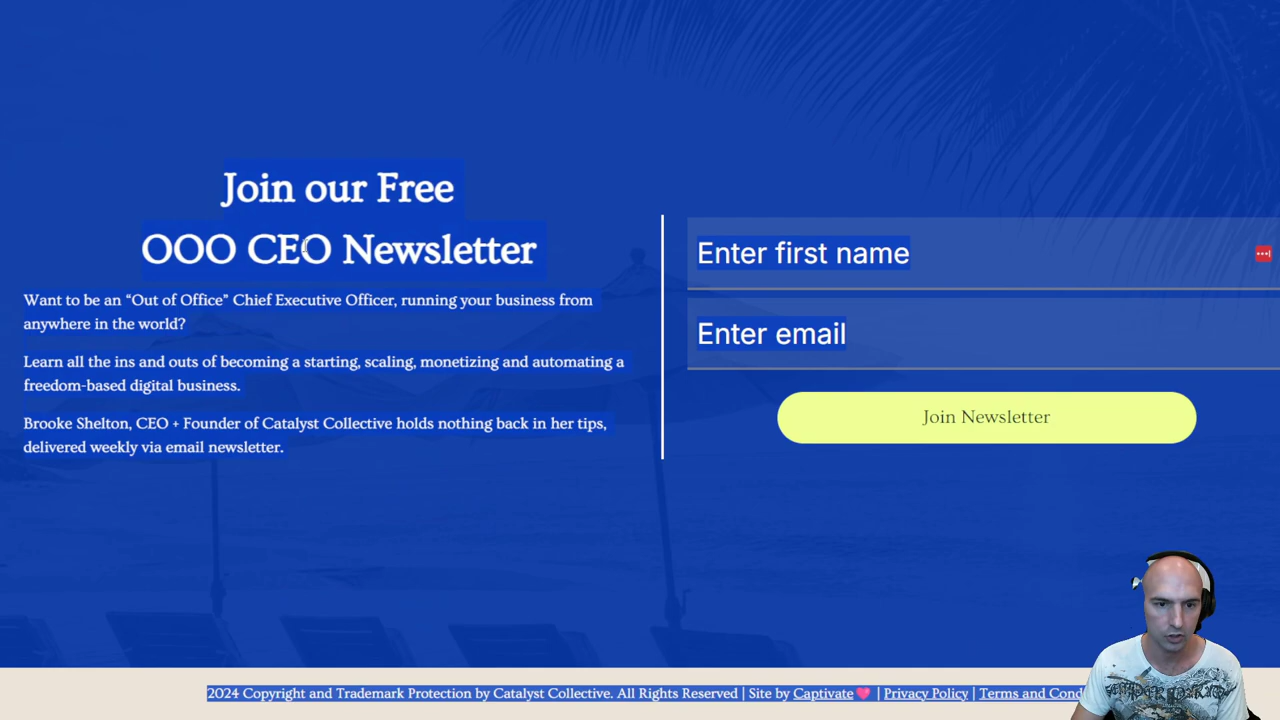 Join our Free
OOO CEO Newsletter
Want to be an “Out of Office” Chief Executive Officer, running your business from
anywhere in the world?
Learn all the ins and outs of becoming a starting, scaling, monetizing and automating a
freedom-based digital business.
Brooke Shelton, CEO + Founder of Catalyst Collective holds nothing back in her tips,
delivered weekly via email newsletter.
Enter first name
Enter email
Join Newsletter
2024 Copyright and Trademark Protection by Catalyst Collective. All Rights Reserved | Site by Captivate🩷 | Privacy Policy | Terms and